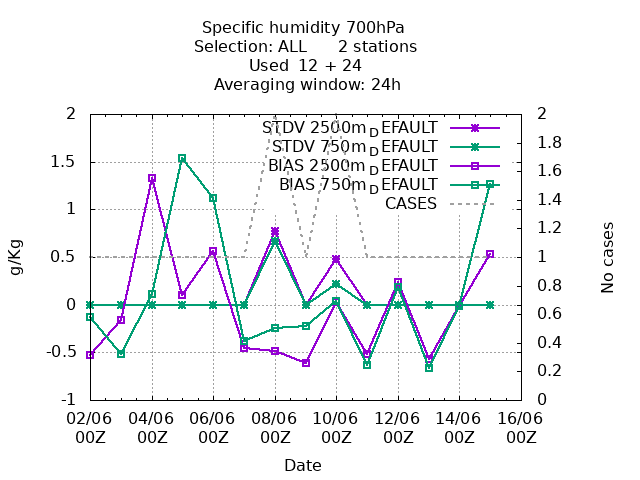 Specific humidity 700hPa
Selection: ALL 2 stations
Used 12 + 24
Averaging window: 24h
STDV 2500m_DEFAULT
STDV 750m_DEFAULT
BIAS 2500m_DEFAULT
BIAS 750m_DEFAULT
CASES
2
1.5
1
0.5
0
-0.5
-1
g/Kg
2
1.8
1.6
1.4
1.2
1
0.8
0.6
0.4
0.2
0
No cases
02/06 04/06 06/06 08/06 10/06 12/06 14/06 16/06
00Z 00Z 00Z 00Z 00Z 00Z 00Z 00Z
Date